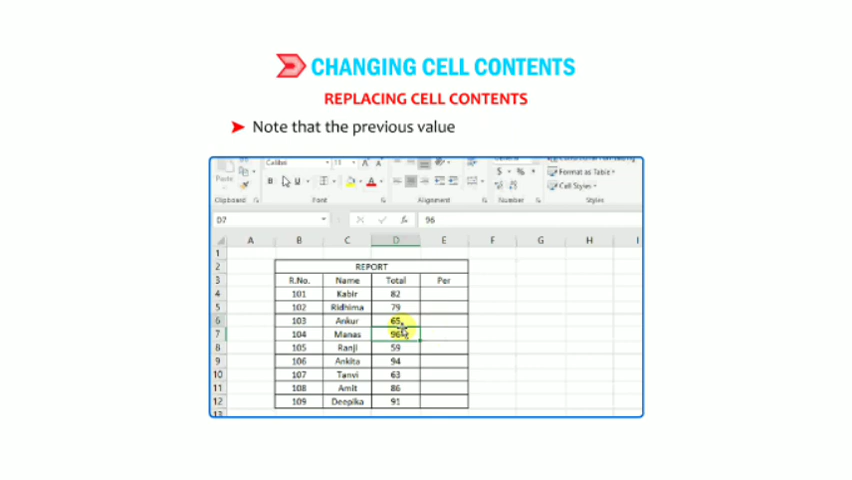 CHANGING CELL CONTENTS
REPLACING CELL CONTENTS
Note that the previous value
Calibri 11
Paste B I U $ % Format as Table
Cell Styles
Clipboard Font Alignment Number Styles
D7 fx 96
A B C D E F G H I
1
2 REPORT
3 R.No. Name Total Per
4 101 Kabir 82
5 102 Ridhima 79
6 103 Ankur 65
7 104 Manas 96
8 105 Ranji 59
9 106 Ankita 94
10 107 Tanvi 63
11 108 Amit 86
12 109 Deepika 91
13